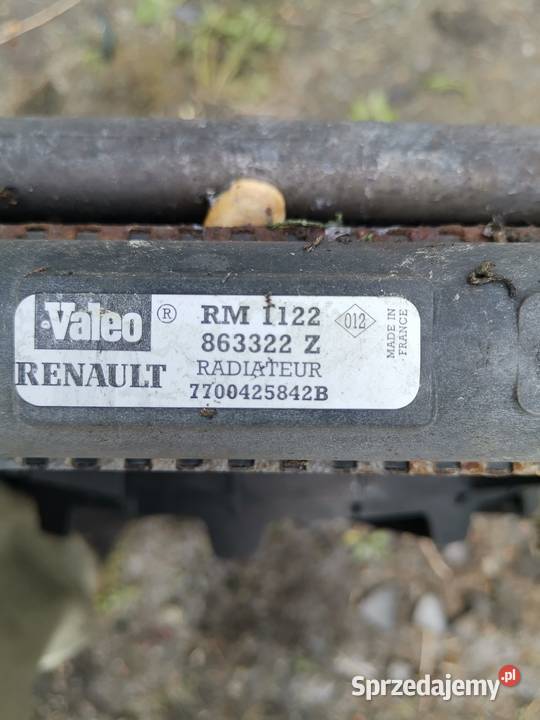 Valeo ® RM 1122 012
863322 Z
RENAULT RADIATEUR
7700425842B
MADE IN
FRANCE
Sprzedajemy.pl